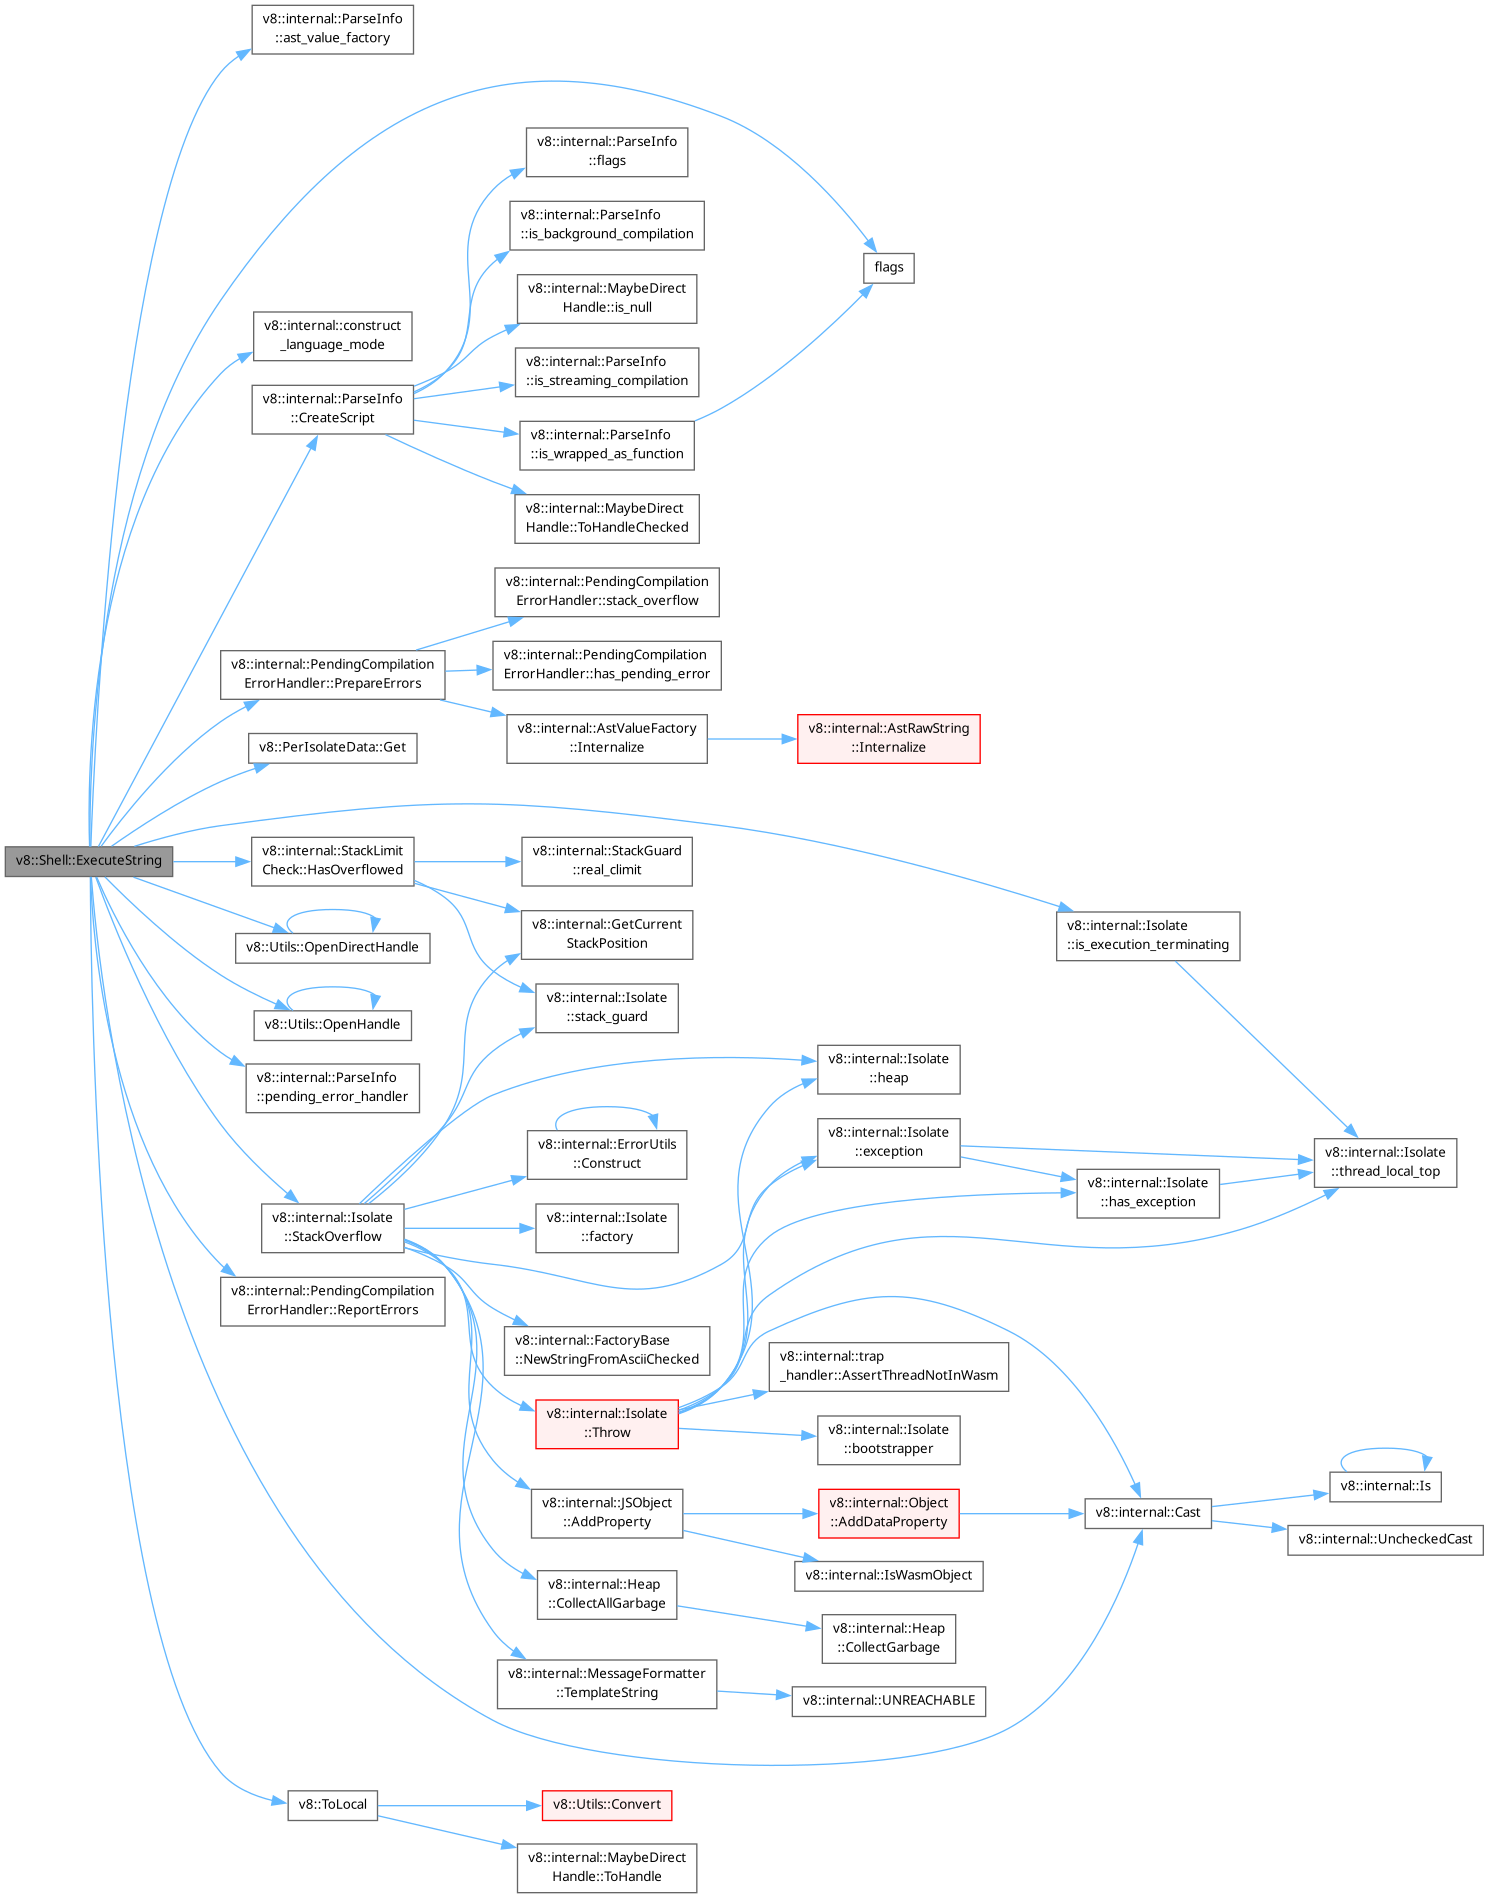 v8::internal::ParseInfo
::ast_value_factory
v8::internal::ParseInfo
::flags
v8::internal::ParseInfo
::is_background_compilation
flags
v8::internal::MaybeDirect
Handle::is_null
v8::internal::construct
_language_mode
v8::internal::ParseInfo
::is_streaming_compilation
v8::internal::ParseInfo
::CreateScript
v8::internal::ParseInfo
::is_wrapped_as_function
v8::internal::MaybeDirect
Handle::ToHandleChecked
v8::internal::PendingCompilation
ErrorHandler::stack_overflow
v8::internal::PendingCompilation
ErrorHandler::PrepareErrors
v8::internal::PendingCompilation
ErrorHandler::has_pending_error
v8::internal::AstValueFactory
::Internalize
v8::internal::AstRawString
::Internalize
v8::PerIsolateData::Get
v8::Shell::ExecuteString
v8::internal::StackLimit
Check::HasOverflowed
v8::internal::StackGuard
::real_climit
v8::Utils::OpenDirectHandle
v8::internal::GetCurrent
StackPosition
v8::internal::Isolate
::is_execution_terminating
v8::Utils::OpenHandle
v8::internal::Isolate
::stack_guard
v8::internal::ParseInfo
::pending_error_handler
v8::internal::Isolate
::heap
v8::internal::ErrorUtils
::Construct
v8::internal::Isolate
::exception
v8::internal::Isolate
::has_exception
v8::internal::Isolate
::thread_local_top
v8::internal::Isolate
::StackOverflow
v8::internal::Isolate
::factory
v8::internal::PendingCompilation
ErrorHandler::ReportErrors
v8::internal::FactoryBase
::NewStringFromAsciiChecked
v8::internal::trap
_handler::AssertThreadNotInWasm
v8::internal::Isolate
::Throw
v8::internal::Isolate
::bootstrapper
v8::internal::JSObject
::AddProperty
v8::internal::Object
::AddDataProperty
v8::internal::Cast
v8::internal::Is
v8::internal::UncheckedCast
v8::internal::IsWasmObject
v8::internal::Heap
::CollectAllGarbage
v8::internal::Heap
::CollectGarbage
v8::internal::MessageFormatter
::TemplateString
v8::internal::UNREACHABLE
v8::ToLocal
v8::Utils::Convert
v8::internal::MaybeDirect
Handle::ToHandle